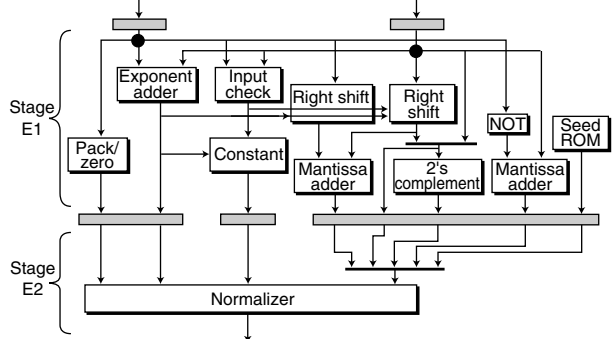 Stage
E1
Exponent
adder
Input
check
Right shift
Right
shift
NOT
Seed
ROM
Pack/
zero
Constant
Mantissa
adder
2's
complement
Mantissa
adder
Stage
E2
Normalizer